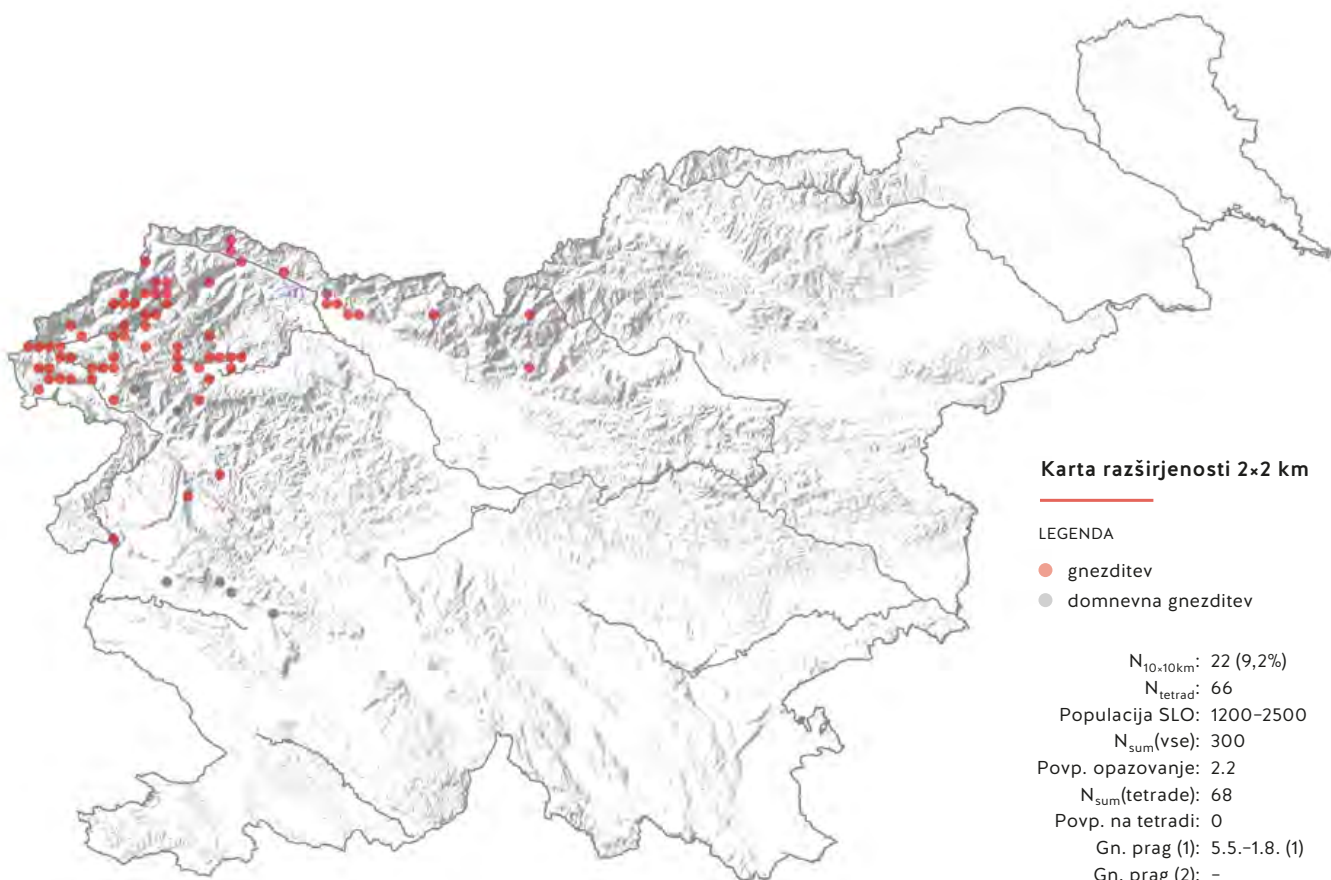 Karta razširjenosti 2×2 km
LEGENDA
gnezditev
domnevna gnezditev
N10×10km: 22 (9,2%)
Ntetrad: 66
Populacija SLO: 1200–2500
Nsum(vse): 300
Povp. opazovanje: 2.2
Nsum(tetrade): 68
Povp. na tetradi: 0
Gn. prag (1): 5.5.–1.8. (1)
Gn. prag (2): –